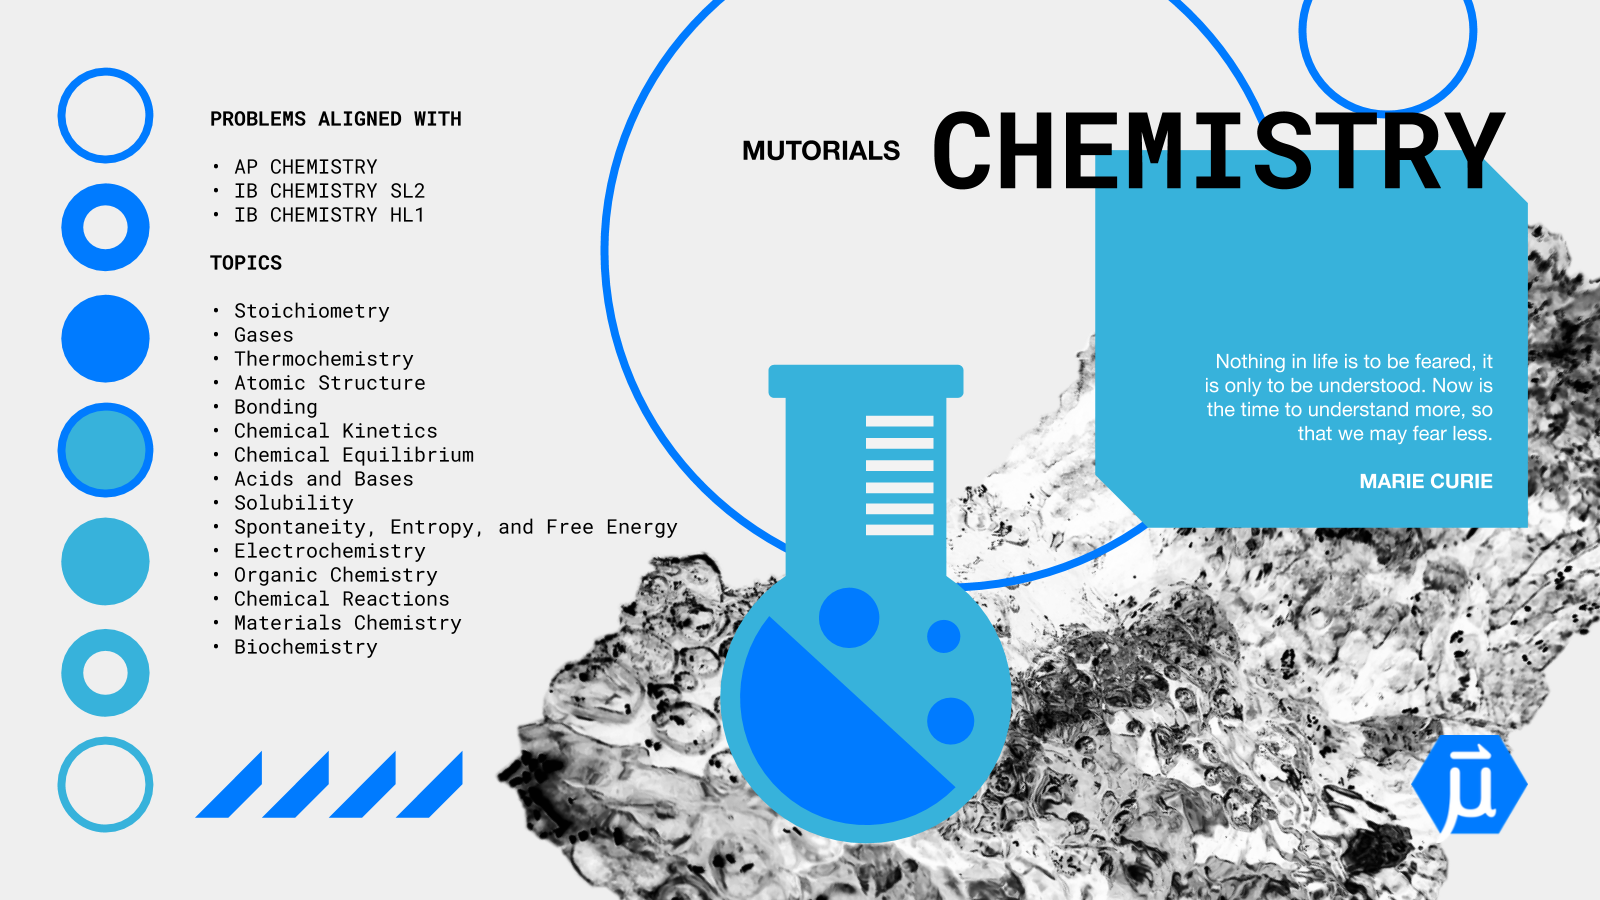 PROBLEMS ALIGNED WITH
• AP CHEMISTRY
• IB CHEMISTRY SL2
• IB CHEMISTRY HL1
TOPICS
• Stoichiometry
• Gases
• Thermochemistry
• Atomic Structure
• Bonding
• Chemical Kinetics
• Chemical Equilibrium
• Acids and Bases
• Solubility
• Spontaneity, Entropy, and Free Energy
• Electrochemistry
• Organic Chemistry
• Chemical Reactions
• Materials Chemistry
• Biochemistry
MUTORIALS CHEMISTRY
Nothing in life is to be feared, it
is only to be understood. Now is
the time to understand more, so
that we may fear less.
MARIE CURIE
μ